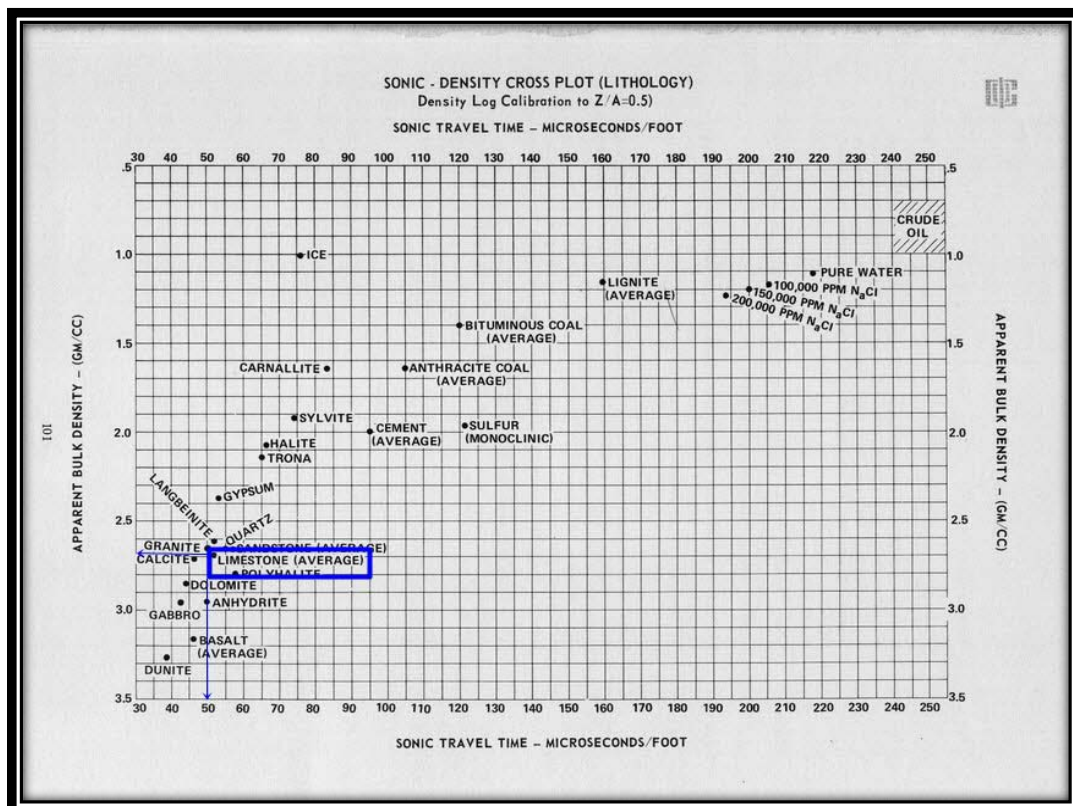 SONIC - DENSITY CROSS PLOT (LITHOLOGY)
Density Log Calibration to Z/A=0.5)
SONIC TRAVEL TIME – MICROSECONDS/FOOT
30 40 50 60 70 80 90 100 110 120 130 140 150 160 170 180 190 200 210 220 230 240 250
.5 .5
CRUDE
OIL
1.0 1.0
ICE
PURE WATER
LIGNITE
(AVERAGE)
100,000 PPM NaCl
150,000 PPM NaCl
200,000 PPM NaCl
BITUMINOUS COAL
(AVERAGE)
1.5 1.5
CARNALLITE
ANTHRACITE COAL
(AVERAGE)
SYLVITE
CEMENT
(AVERAGE)
SULFUR
(MONOCLINIC)
2.0 2.0
HALITE
TRONA
GYPSUM
LANGBEINITE
QUARTZ
2.5 2.5
GRANITE
SANDSTONE (AVERAGE)
CALCITE
LIMESTONE (AVERAGE)
POLYHALITE
DOLOMITE
ANHYDRITE
3.0 3.0
GABBRO
BASALT
(AVERAGE)
DUNITE
3.5 3.5
30 40 50 60 70 80 90 100 110 120 130 140 150 160 170 180 190 200 210 220 230 240 250
SONIC TRAVEL TIME – MICROSECONDS/FOOT
APPARENT BULK DENSITY – (GM/CC)
APPARENT BULK DENSITY – (GM/CC)
101